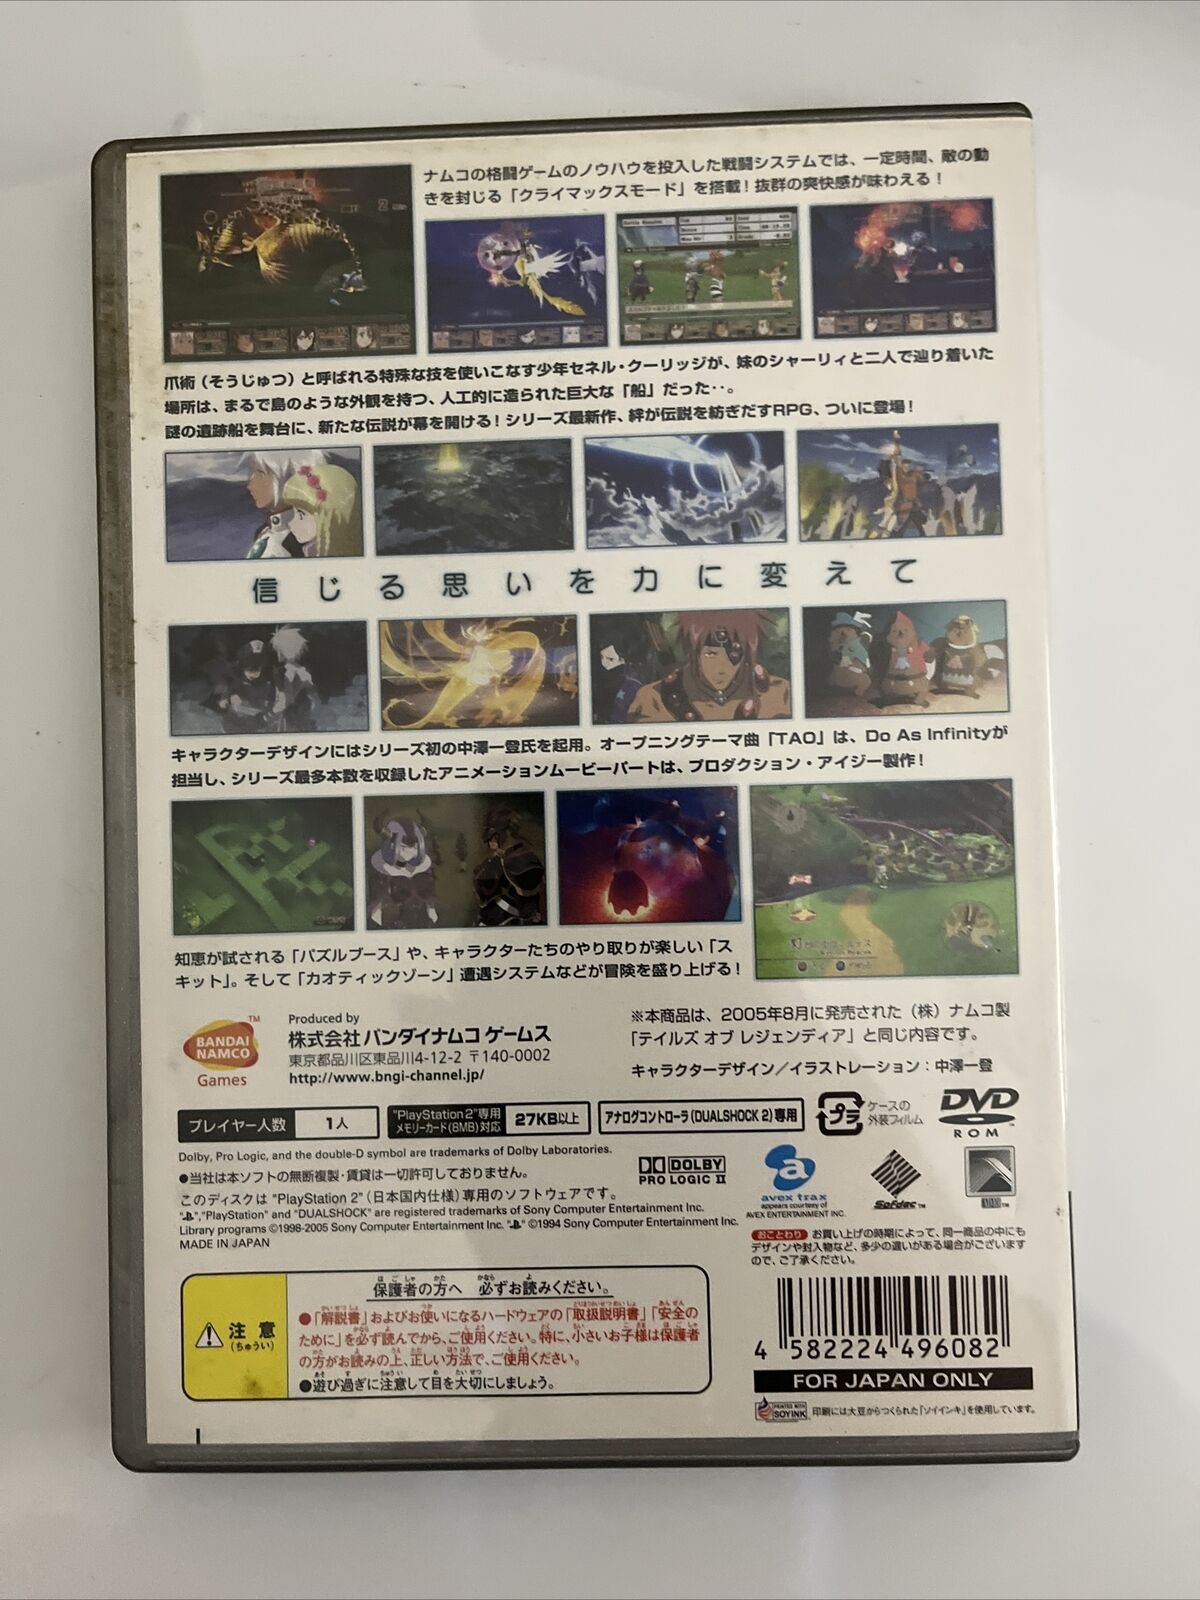 ナムコの格闘ゲームのノウハウを投入した戦闘システムでは、一定時間、敵の動
きを封じる「クライマックスモード」を搭載！抜群の爽快感が味わえる！
爪術（そうじゅつ）と呼ばれる特殊な技を使いこなす少年セネル・クーリッジが、妹のシャーリィと二人で辿り着いた
場所は、まるで島のような外観を持つ、人工的に造られた巨大な「船」だった‥。
謎の遺跡船を舞台に、新たな伝説が幕を開ける！シリーズ最新作、絆が伝説を紡ぎだすRPG、ついに登場！
信じる思いを力に変えて
キャラクターデザインにはシリーズ初の中澤一登氏を起用。オープニングテーマ曲「TAO」は、Do As Infinityが
担当し、シリーズ最多本数を収録したアニメーションムービーパートは、プロダクション・アイジー製作！
知恵が試される「パズルブース」や、キャラクターたちのやり取りが楽しい「ス
キット」。そして「カオティックゾーン」遭遇システムなどが冒険を盛り上げる！
BANDAI
NAMCO
Games
TM
Produced by
株式会社 バンダイナムコ ゲームス
東京都品川区東品川4-12-2 〒140-0002
http://www.bngi-channel.jp/
※本商品は、2005年8月に発売された（株）ナムコ製
「テイルズ オブ レジェンディア」と同じ内容です。
キャラクターデザイン／イラストレーション：中澤一登
プレイヤー人数 1人
"PlayStation 2"専用
メモリーカード(8MB)対応
27KB以上
アナログコントローラ(DUALSHOCK 2)専用
プラ
ケースの
外装フィルム
DVD
ROM
Dolby, Pro Logic, and the double-D symbol are trademarks of Dolby Laboratories.
●当社は本ソフトの無断複製・賃貸は一切許可しておりません。
このディスクは "PlayStation 2"（日本国内仕様）専用のソフトウェアです。
" ","PlayStation" and "DUALSHOCK" are registered trademarks of Sony Computer Entertainment Inc.
Library programs ©1998-2005 Sony Computer Entertainment Inc. " " ©1994 Sony Computer Entertainment Inc.
MADE IN JAPAN
DOLBY
PRO LOGIC II
avex trax
appears courtesy of
AVEX ENTERTAINMENT INC.
Sofdec™
おことわり お買い上げの時期によって、同一商品の中にも
デザインや封入物など、多少の違いがある場合がございます
ので、ご了承ください。
注意
（ちゅうい）
保護者の方へ 必ずお読みください。
●「解説書」およびお使いになるハードウェアの「取扱説明書」「安全の
ために」を必ず読んでから、ご使用ください。特に、小さいお子様は保護者
の方がお読みの上、正しい方法で、ご使用ください。
●遊び過ぎに注意して目を大切にしましょう。
4 582224 496082
FOR JAPAN ONLY
PRINTED WITH
SOY INK
印刷には大豆からつくられた「ソイインキ」を使用しています。